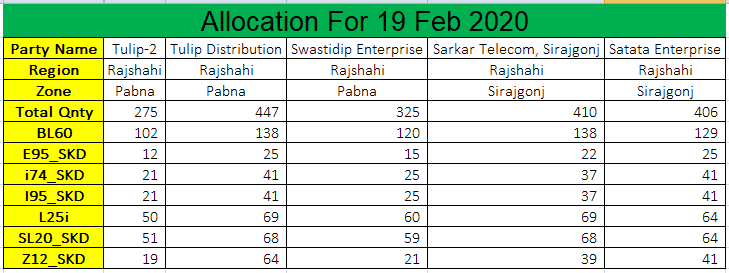 Allocation For 19 Feb 2020
Party Name Tulip-2 Tulip Distribution Swastidip Enterprise Sarkar Telecom, Sirajgonj Satata Enterprise
Region Rajshahi Rajshahi Rajshahi Rajshahi Rajshahi
Zone Pabna Pabna Pabna Sirajgonj Sirajgonj
Total Qnty 275 447 325 410 406
BL60 102 138 120 138 129
E95_SKD 12 25 15 22 25
i74_SKD 21 41 25 37 41
I95_SKD 21 41 25 37 41
L25i 50 69 60 69 64
SL20_SKD 51 68 59 68 64
Z12_SKD 19 64 21 39 41